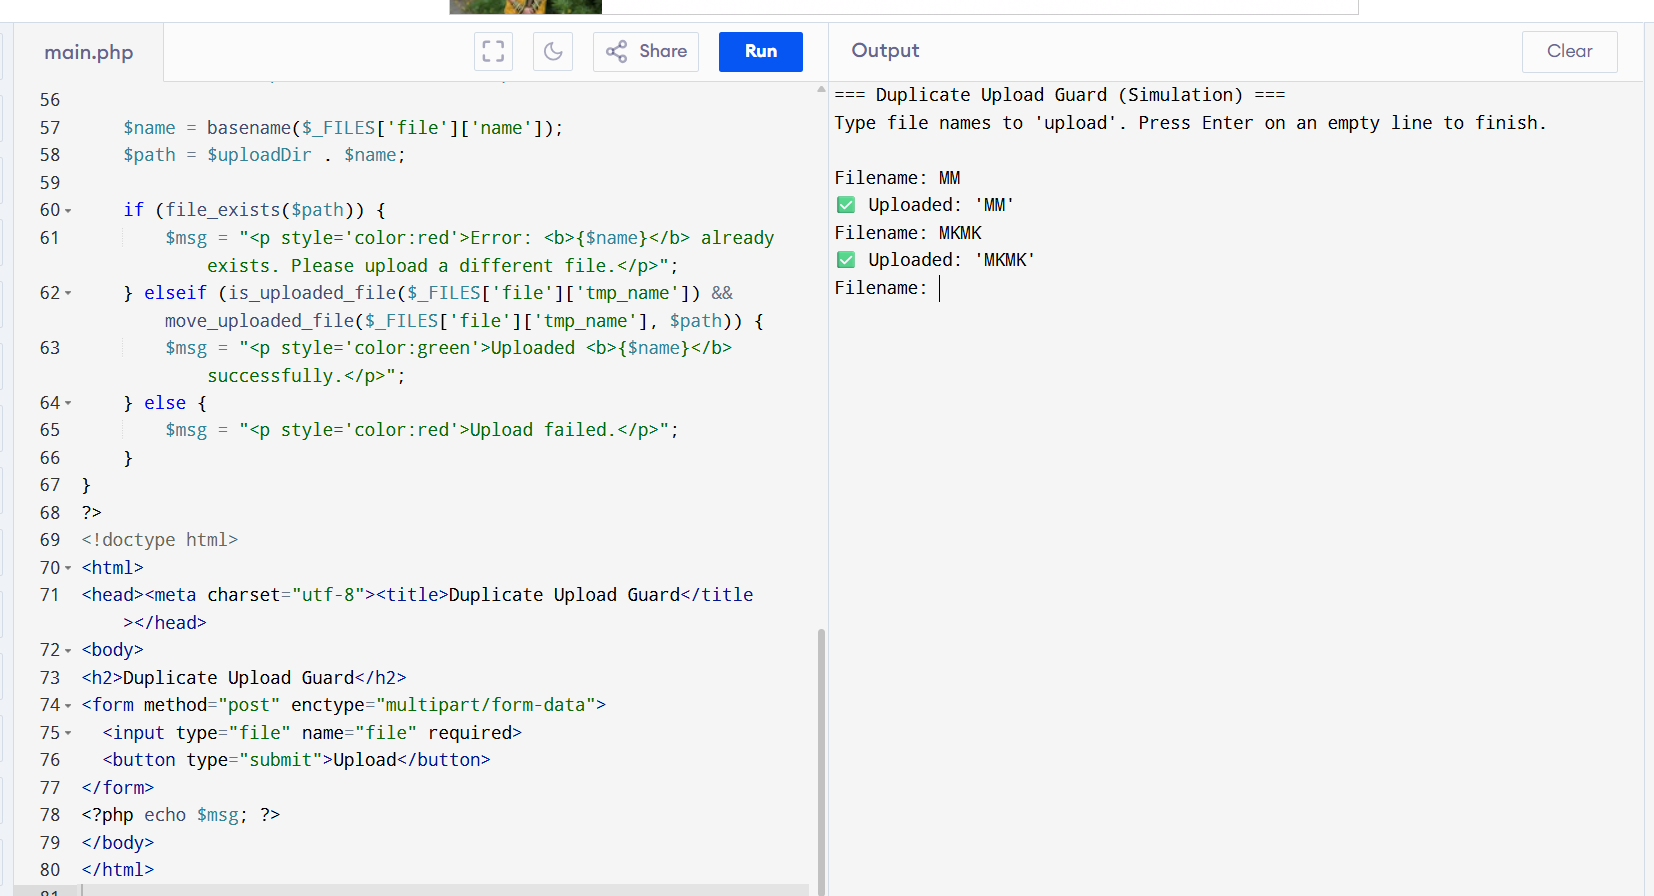 main.php
Share
Run
Output
Clear
56
57 $name = basename($_FILES['file']['name']);
58 $path = $uploadDir . $name;
59
60 if (file_exists($path)) {
61 $msg = "<p style='color:red'>Error: <b>{$name}</b> already
exists. Please upload a different file.</p>";
62 } elseif (is_uploaded_file($_FILES['file']['tmp_name']) &&
move_uploaded_file($_FILES['file']['tmp_name'], $path)) {
63 $msg = "<p style='color:green'>Uploaded <b>{$name}</b>
successfully.</p>";
64 } else {
65 $msg = "<p style='color:red'>Upload failed.</p>";
66 }
67 }
68 ?>
69 <!doctype html>
70 <html>
71 <head><meta charset="utf-8"><title>Duplicate Upload Guard</title
></head>
72 <body>
73 <h2>Duplicate Upload Guard</h2>
74 <form method="post" enctype="multipart/form-data">
75 <input type="file" name="file" required>
76 <button type="submit">Upload</button>
77 </form>
78 <?php echo $msg; ?>
79 </body>
80 </html>
81
=== Duplicate Upload Guard (Simulation) ===
Type file names to 'upload'. Press Enter on an empty line to finish.
Filename: MM
✅ Uploaded: 'MM'
Filename: MKMK
✅ Uploaded: 'MKMK'
Filename: